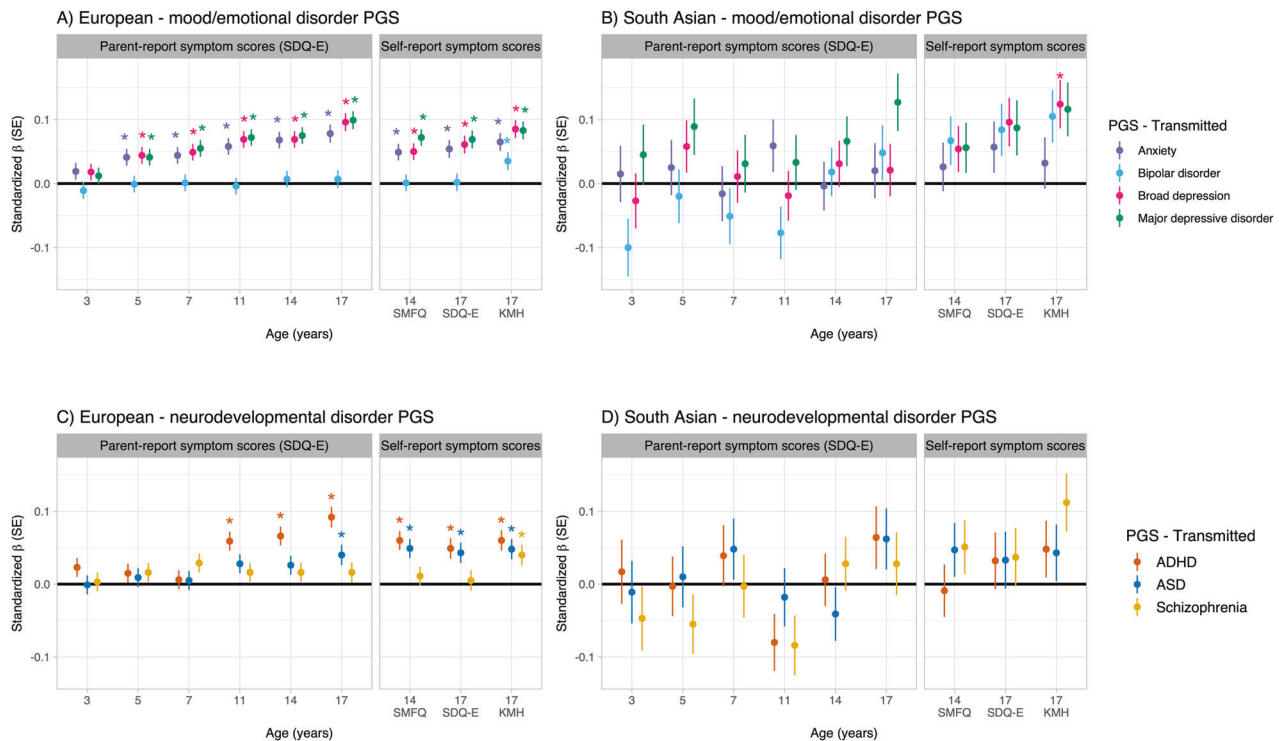 A) European - mood/emotional disorder PGS
Parent-report symptom scores (SDQ-E)
Self-report symptom scores
Standardized β (SE)
0.1
0.0
-0.1
3
5
7
11
14
17
14
SMFQ
17
SDQ-E
17
KMH
Age (years)
B) South Asian - mood/emotional disorder PGS
Parent-report symptom scores (SDQ-E)
Self-report symptom scores
Standardized β (SE)
0.1
0.0
-0.1
3
5
7
11
14
17
14
SMFQ
17
SDQ-E
17
KMH
Age (years)
PGS - Transmitted
Anxiety
Bipolar disorder
Broad depression
Major depressive disorder
C) European - neurodevelopmental disorder PGS
Parent-report symptom scores (SDQ-E)
Self-report symptom scores
Standardized β (SE)
0.1
0.0
-0.1
3
5
7
11
14
17
14
SMFQ
17
SDQ-E
17
KMH
Age (years)
D) South Asian - neurodevelopmental disorder PGS
Parent-report symptom scores (SDQ-E)
Self-report symptom scores
Standardized β (SE)
0.1
0.0
-0.1
3
5
7
11
14
17
14
SMFQ
17
SDQ-E
17
KMH
Age (years)
PGS - Transmitted
ADHD
ASD
Schizophrenia